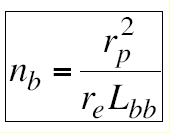 n_b = r_p^2 / r_e L_bb